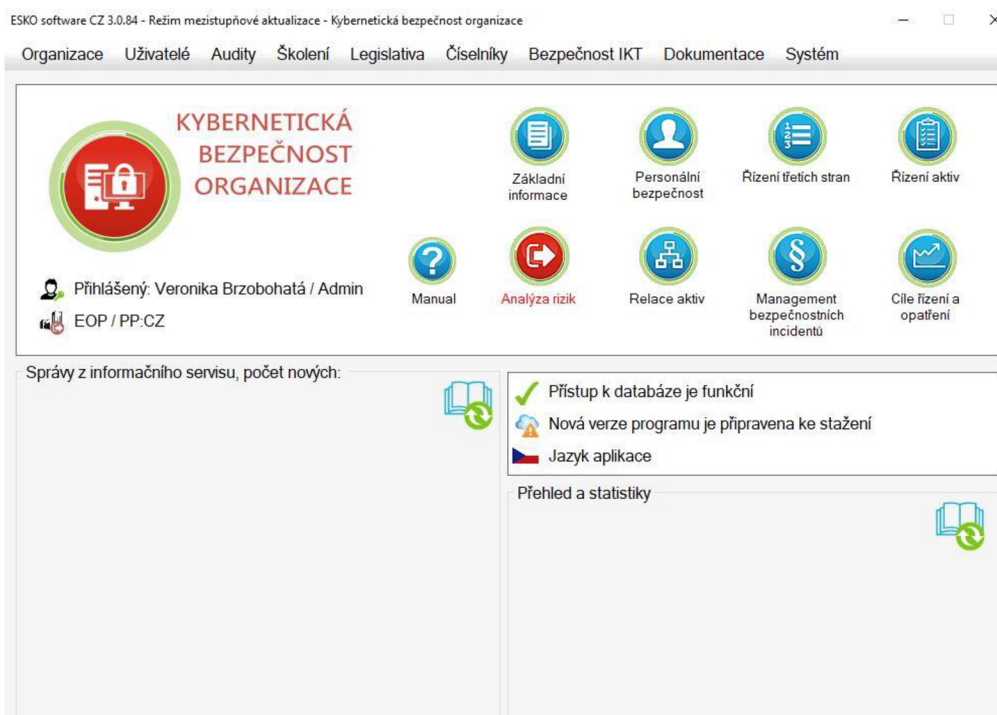 ESKO software CZ 3.0.84 - Režim mezistupňové aktualizace - Kybernetická bezpečnost organizace
Organizace Uživatelé Audity Školení Legislativa Číselníky Bezpečnost IKT Dokumentace Systém
KYBERNETICKÁ
BEZPEČNOST
ORGANIZACE
Základní
informace
Personální
bezpečnost
Řízení třetích stran
Řízení aktiv
Manual
Analýza rizik
Relace aktiv
Management
bezpečnostních
incidentů
Cíle řízení a
opatření
Přihlášený: Veronika Brzobohatá / Admin
EOP / PP:CZ
Správy z informačního servisu, počet nových:
Přístup k databáze je funkční
Nová verze programu je připravena ke stažení
Jazyk aplikace
Přehled a statistiky